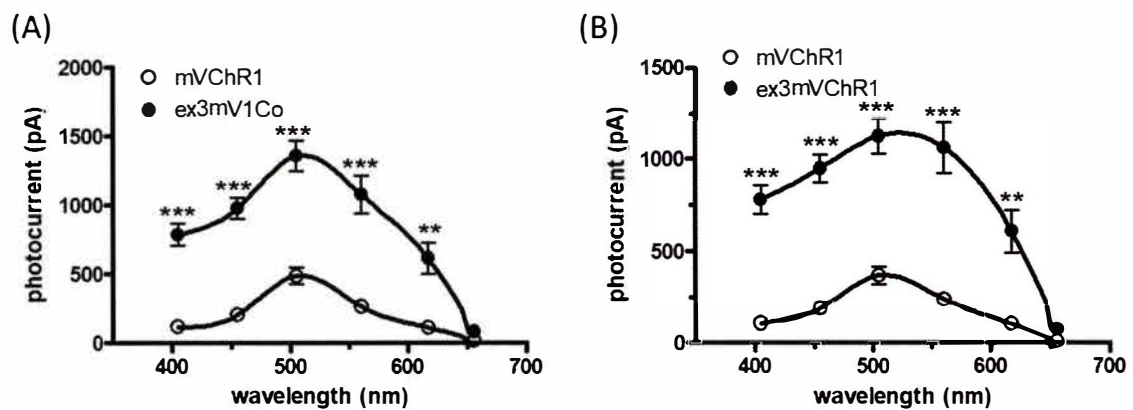 (A)
mVChR1
ex3mV1Co
2000
1500
1000
500
0
***
***
***
***
**
400
500
600
700
photocurrent (pA)
wavelength (nm)
(B)
mVChR1
ex3mVChR1
1500
1000
500
0
***
***
***
***
**
400
500
600
700
photocurrent (pA)
wavelength (nm)